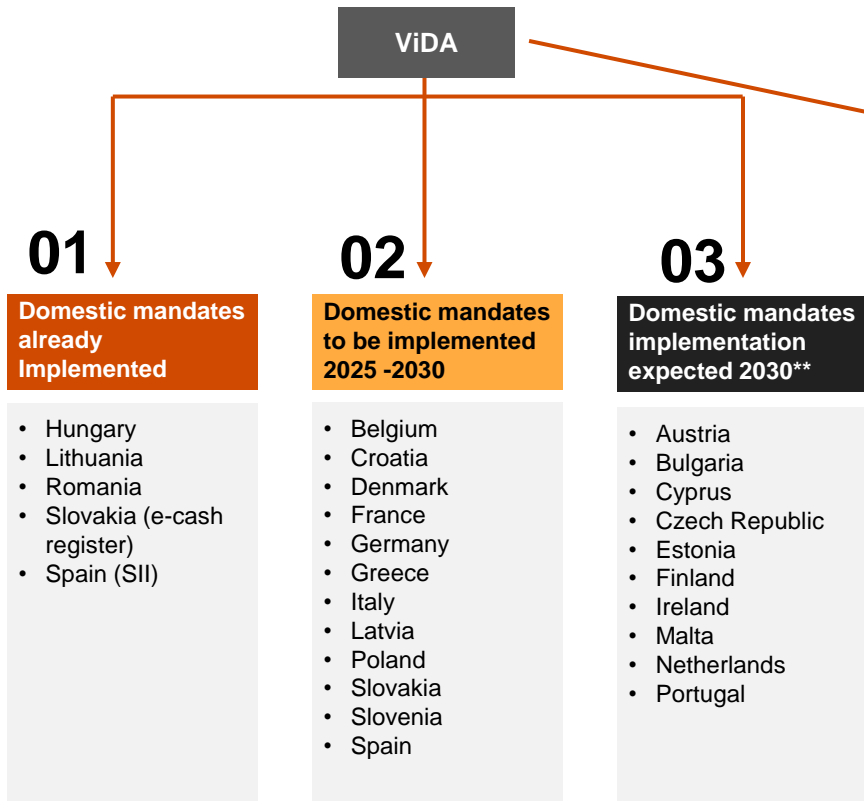 ViDA
01
Domestic mandates
already
Implemented
• Hungary
• Lithuania
• Romania
• Slovakia (e-cash
register)
• Spain (SII)
02
Domestic mandates
to be implemented
2025 -2030
• Belgium
• Croatia
• Denmark
• France
• Germany
• Greece
• Italy
• Latvia
• Poland
• Slovakia
• Slovenia
• Spain
03
Domestic mandates
implementation
expected 2030**
• Austria
• Bulgaria
• Cyprus
• Czech Republic
• Estonia
• Finland
• Ireland
• Malta
• Netherlands
• Portugal